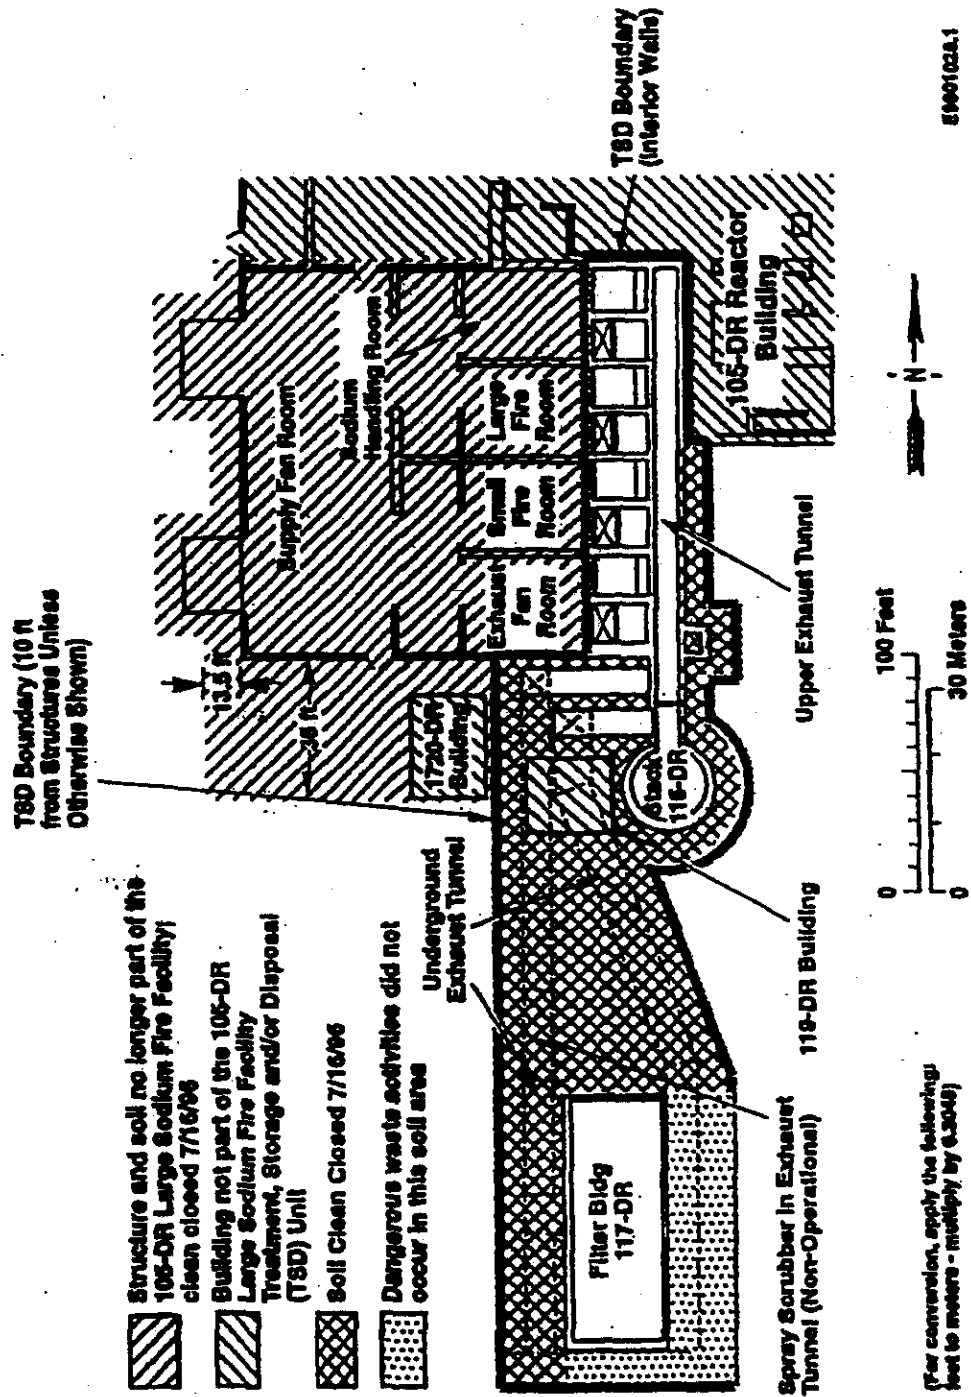 Structure and soil no longer part of the
105-DR Large Sodium Fire Facility;
clean closed 7/16/96
Building not part of the 105-DR
Large Sodium Fire Facility
Treatment, Storage and/or Disposal
(TSD) Unit
Soil Clean Closed 7/16/96
Dangerous waste activities did not
occur in this soil area
TSD Boundary (10 ft
from Structures Unless
Otherwise Shown)
13.5 ft
35 ft
Supply Fan Room
Sodium
Handling Room
1720-DR
Building
Exhaust
Fan
Room
Small
Fire
Room
Large
Fire
Room
TSD Boundary
(Interior Walls)
Underground
Exhaust Tunnel
Stack
116-DR
105-DR Reactor
Building
Filter Bldg
117-DR
Upper Exhaust Tunnel
119-DR Building
Spray Scrubber in Exhaust
Tunnel (Non-Operational)
N
0 100 Feet
0 30 Meters
(For conversion, apply the following:
feet to meters - multiply by 0.3048)